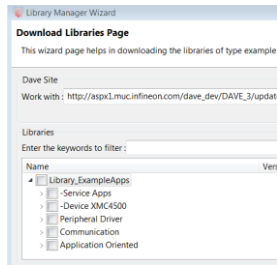 Library Manager Wizard
Download Libraries Page
This wizard page helps in downloading the libraries of type example
Dave Site
Work with : http://aspx1.muc.infineon.com/dave_dev/DAVE_3/updat
Libraries
Enter the keywords to filter :
Name Vers
Library_ExampleApps
-Service Apps
-Device XMC4500
Peripheral Driver
Communication
Application Oriented